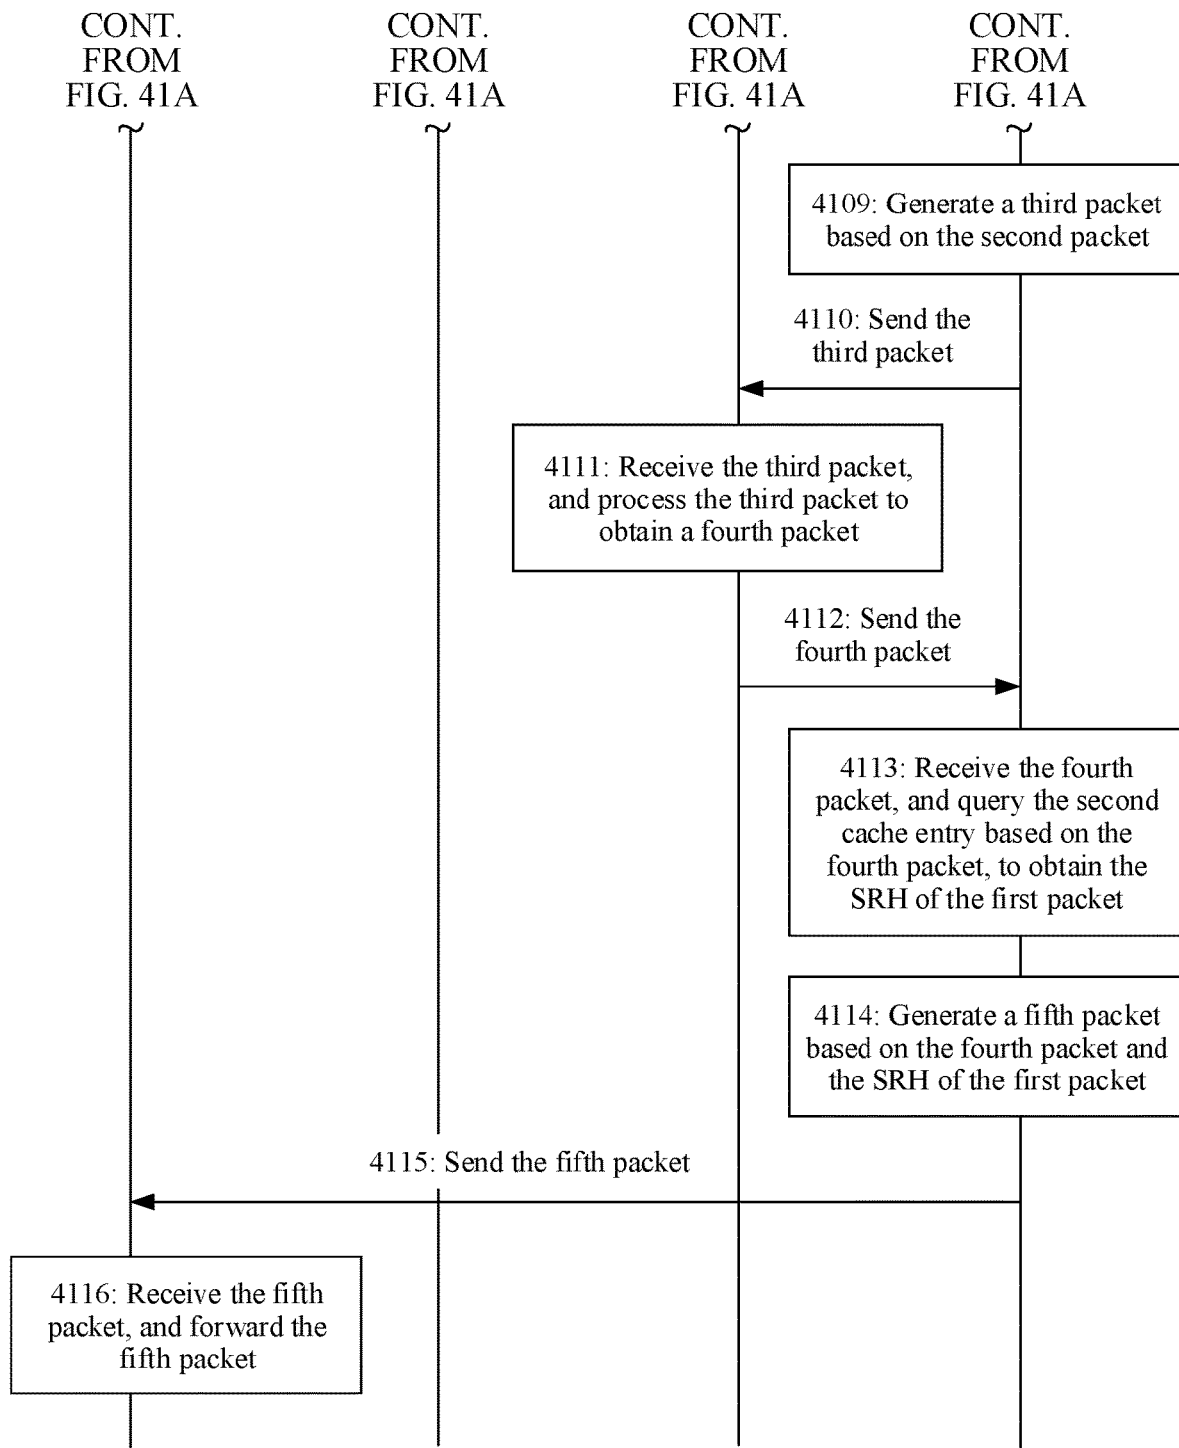 CONT.
FROM
FIG. 41A
CONT.
FROM
FIG. 41A
CONT.
FROM
FIG. 41A
CONT.
FROM
FIG. 41A
4109: Generate a third packet
based on the second packet
4110: Send the
third packet
4111: Receive the third packet,
and process the third packet to
obtain a fourth packet
4112: Send the
fourth packet
4113: Receive the fourth
packet, and query the second
cache entry based on the
fourth packet, to obtain the
SRH of the first packet
4114: Generate a fifth packet
based on the fourth packet and
the SRH of the first packet
4115: Send the fifth packet
4116: Receive the fifth
packet, and forward the
fifth packet